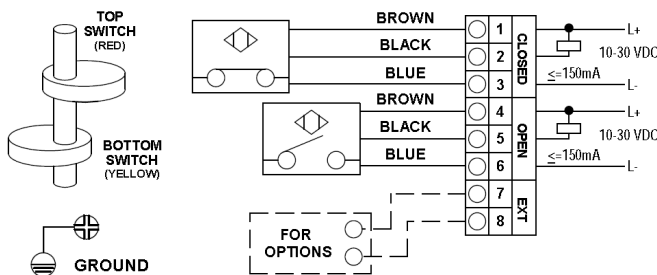 TOP
SWITCH
(RED)
BOTTOM
SWITCH
(YELLOW)
GROUND
BROWN
BLACK
BLUE
BROWN
BLACK
BLUE
FOR
OPTIONS
1
2
3
4
5
6
7
8
CLOSED
OPEN
EXT
L+
10-30 VDC
<=150mA
L-
L+
10-30 VDC
<=150mA
L-